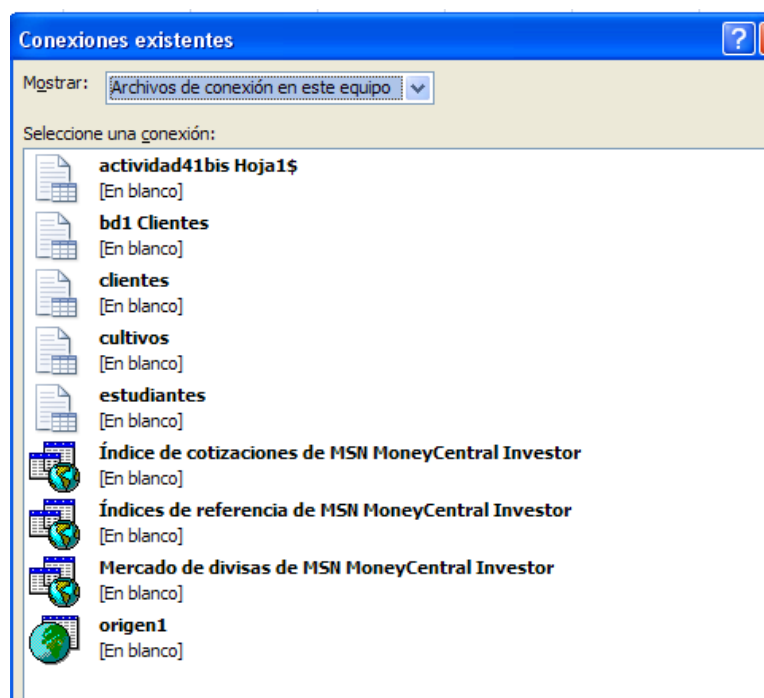 Conexiones existentes
?
Mostrar: Archivos de conexión en este equipo
Seleccione una conexión:
actividad41bis Hoja1$
[En blanco]
bd1 Clientes
[En blanco]
clientes
[En blanco]
cultivos
[En blanco]
estudiantes
[En blanco]
Índice de cotizaciones de MSN MoneyCentral Investor
[En blanco]
Índices de referencia de MSN MoneyCentral Investor
[En blanco]
Mercado de divisas de MSN MoneyCentral Investor
[En blanco]
origen1
[En blanco]